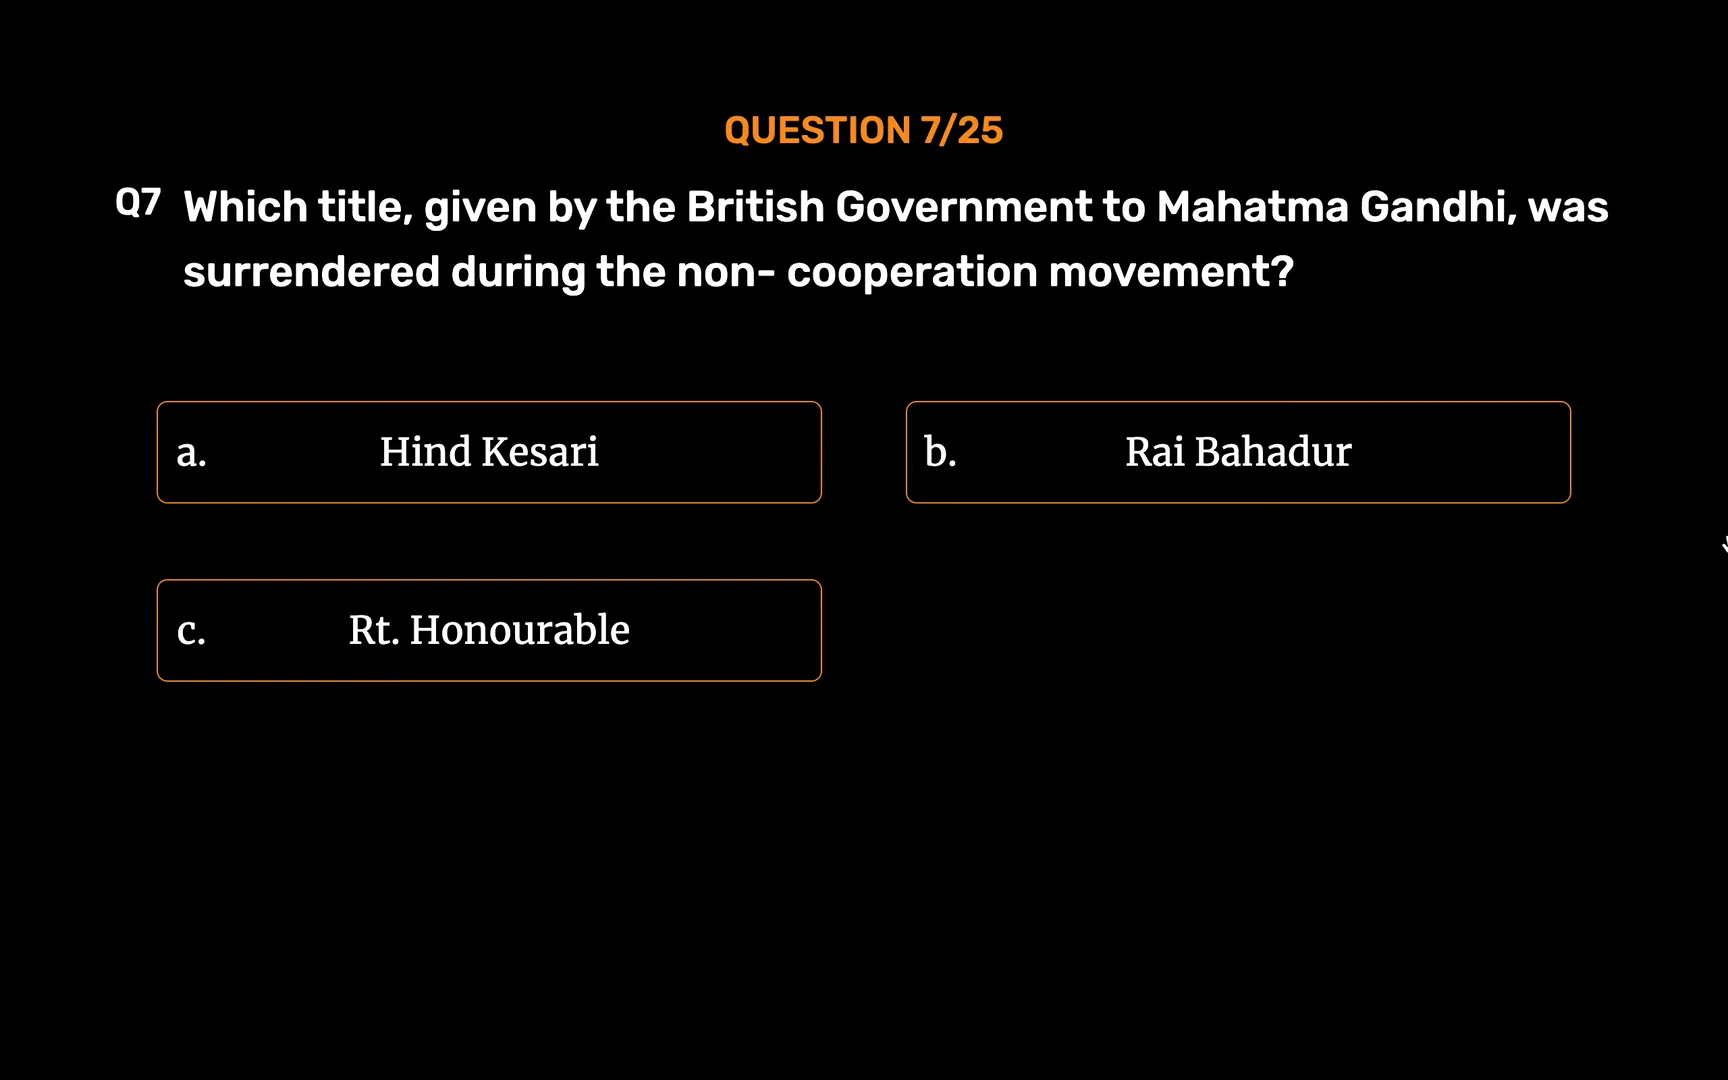 QUESTION 7/25
Q7 Which title, given by the British Government to Mahatma Gandhi, was
surrendered during the non- cooperation movement?
a. Hind Kesari
b. Rai Bahadur
c. Rt. Honourable